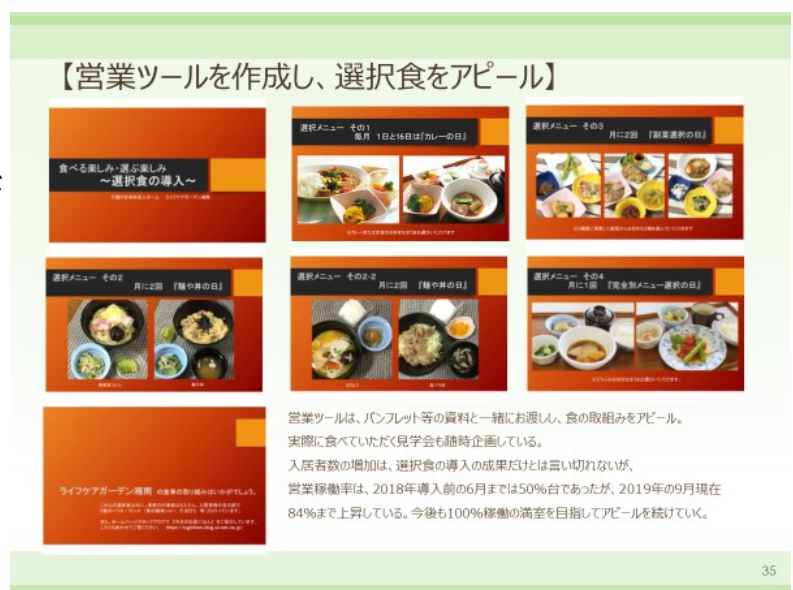 【営業ツールを作成し、選択食をアピール】
食べる楽しみ・選ぶ楽しみ
～選択食の導入～
選択メニュー その1
毎月 1日と16日は『カレーの日』
選択メニュー その3
月に2回 『副菜選択の日』
選択メニュー その2
月に2回 『麺や丼の日』
選択メニュー その2-2
月に2回 『麺や丼の日』
選択メニュー その4
月に1回 『完全別メニュー選択の日』
ライフケアガーデン湘南 の食事の取り組みはいかがでしょう。
営業ツールは、パンフレット等の資料と一緒にお渡しし、食の取組みをアピール。
実際に食べていただく見学会も随時企画している。
入居者数の増加は、選択食の導入の成果だけとは言い切れないが、
営業稼働率は、2018年導入前の6月までは50%台であったが、2019年の9月現在
84%まで上昇している。今後も100%稼働の満室を目指してアピールを続けていく。
35